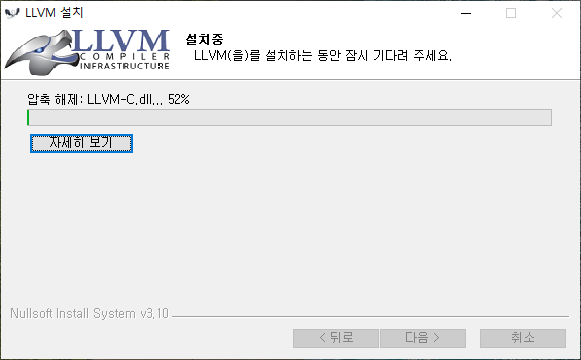 LLVM 설치
LLVM
COMPILER
INFRASTRUCTURE
설치중
LLVM(을)를 설치하는 동안 잠시 기다려 주세요.
압축 해제: LLVM-C.dll... 52%
자세히 보기
Nullsoft Install System v3.10
< 뒤로 다음 > 취소